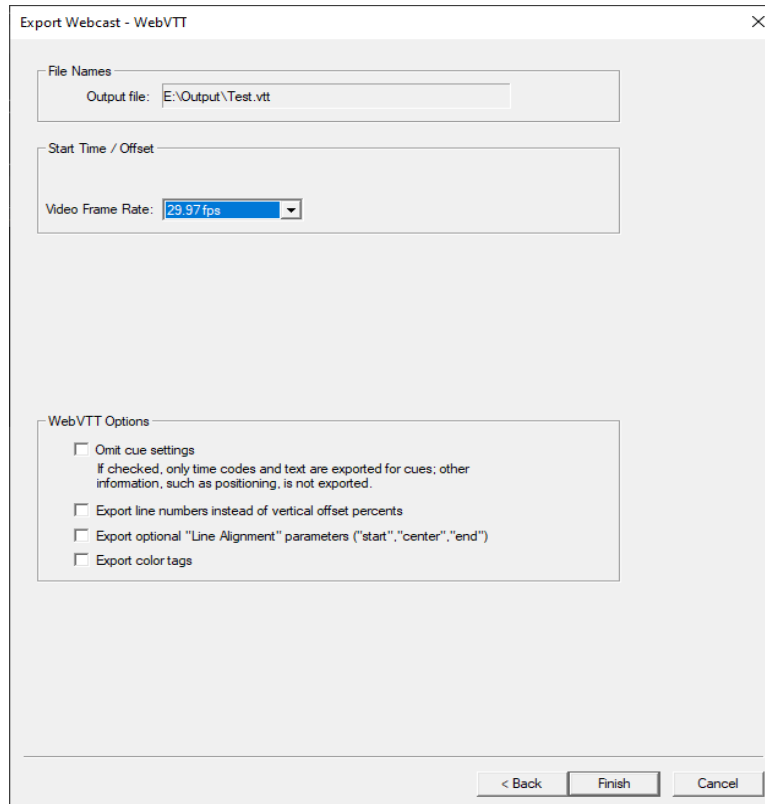 Export Webcast - WebVTT
File Names
Output file: E:\Output\Test.vtt
Start Time / Offset
Video Frame Rate: 29.97 fps
WebVTT Options
Omit cue settings
If checked, only time codes and text are exported for cues; other
information, such as positioning, is not exported.
Export line numbers instead of vertical offset percents
Export optional "Line Alignment" parameters ("start","center","end")
Export color tags
< Back Finish Cancel